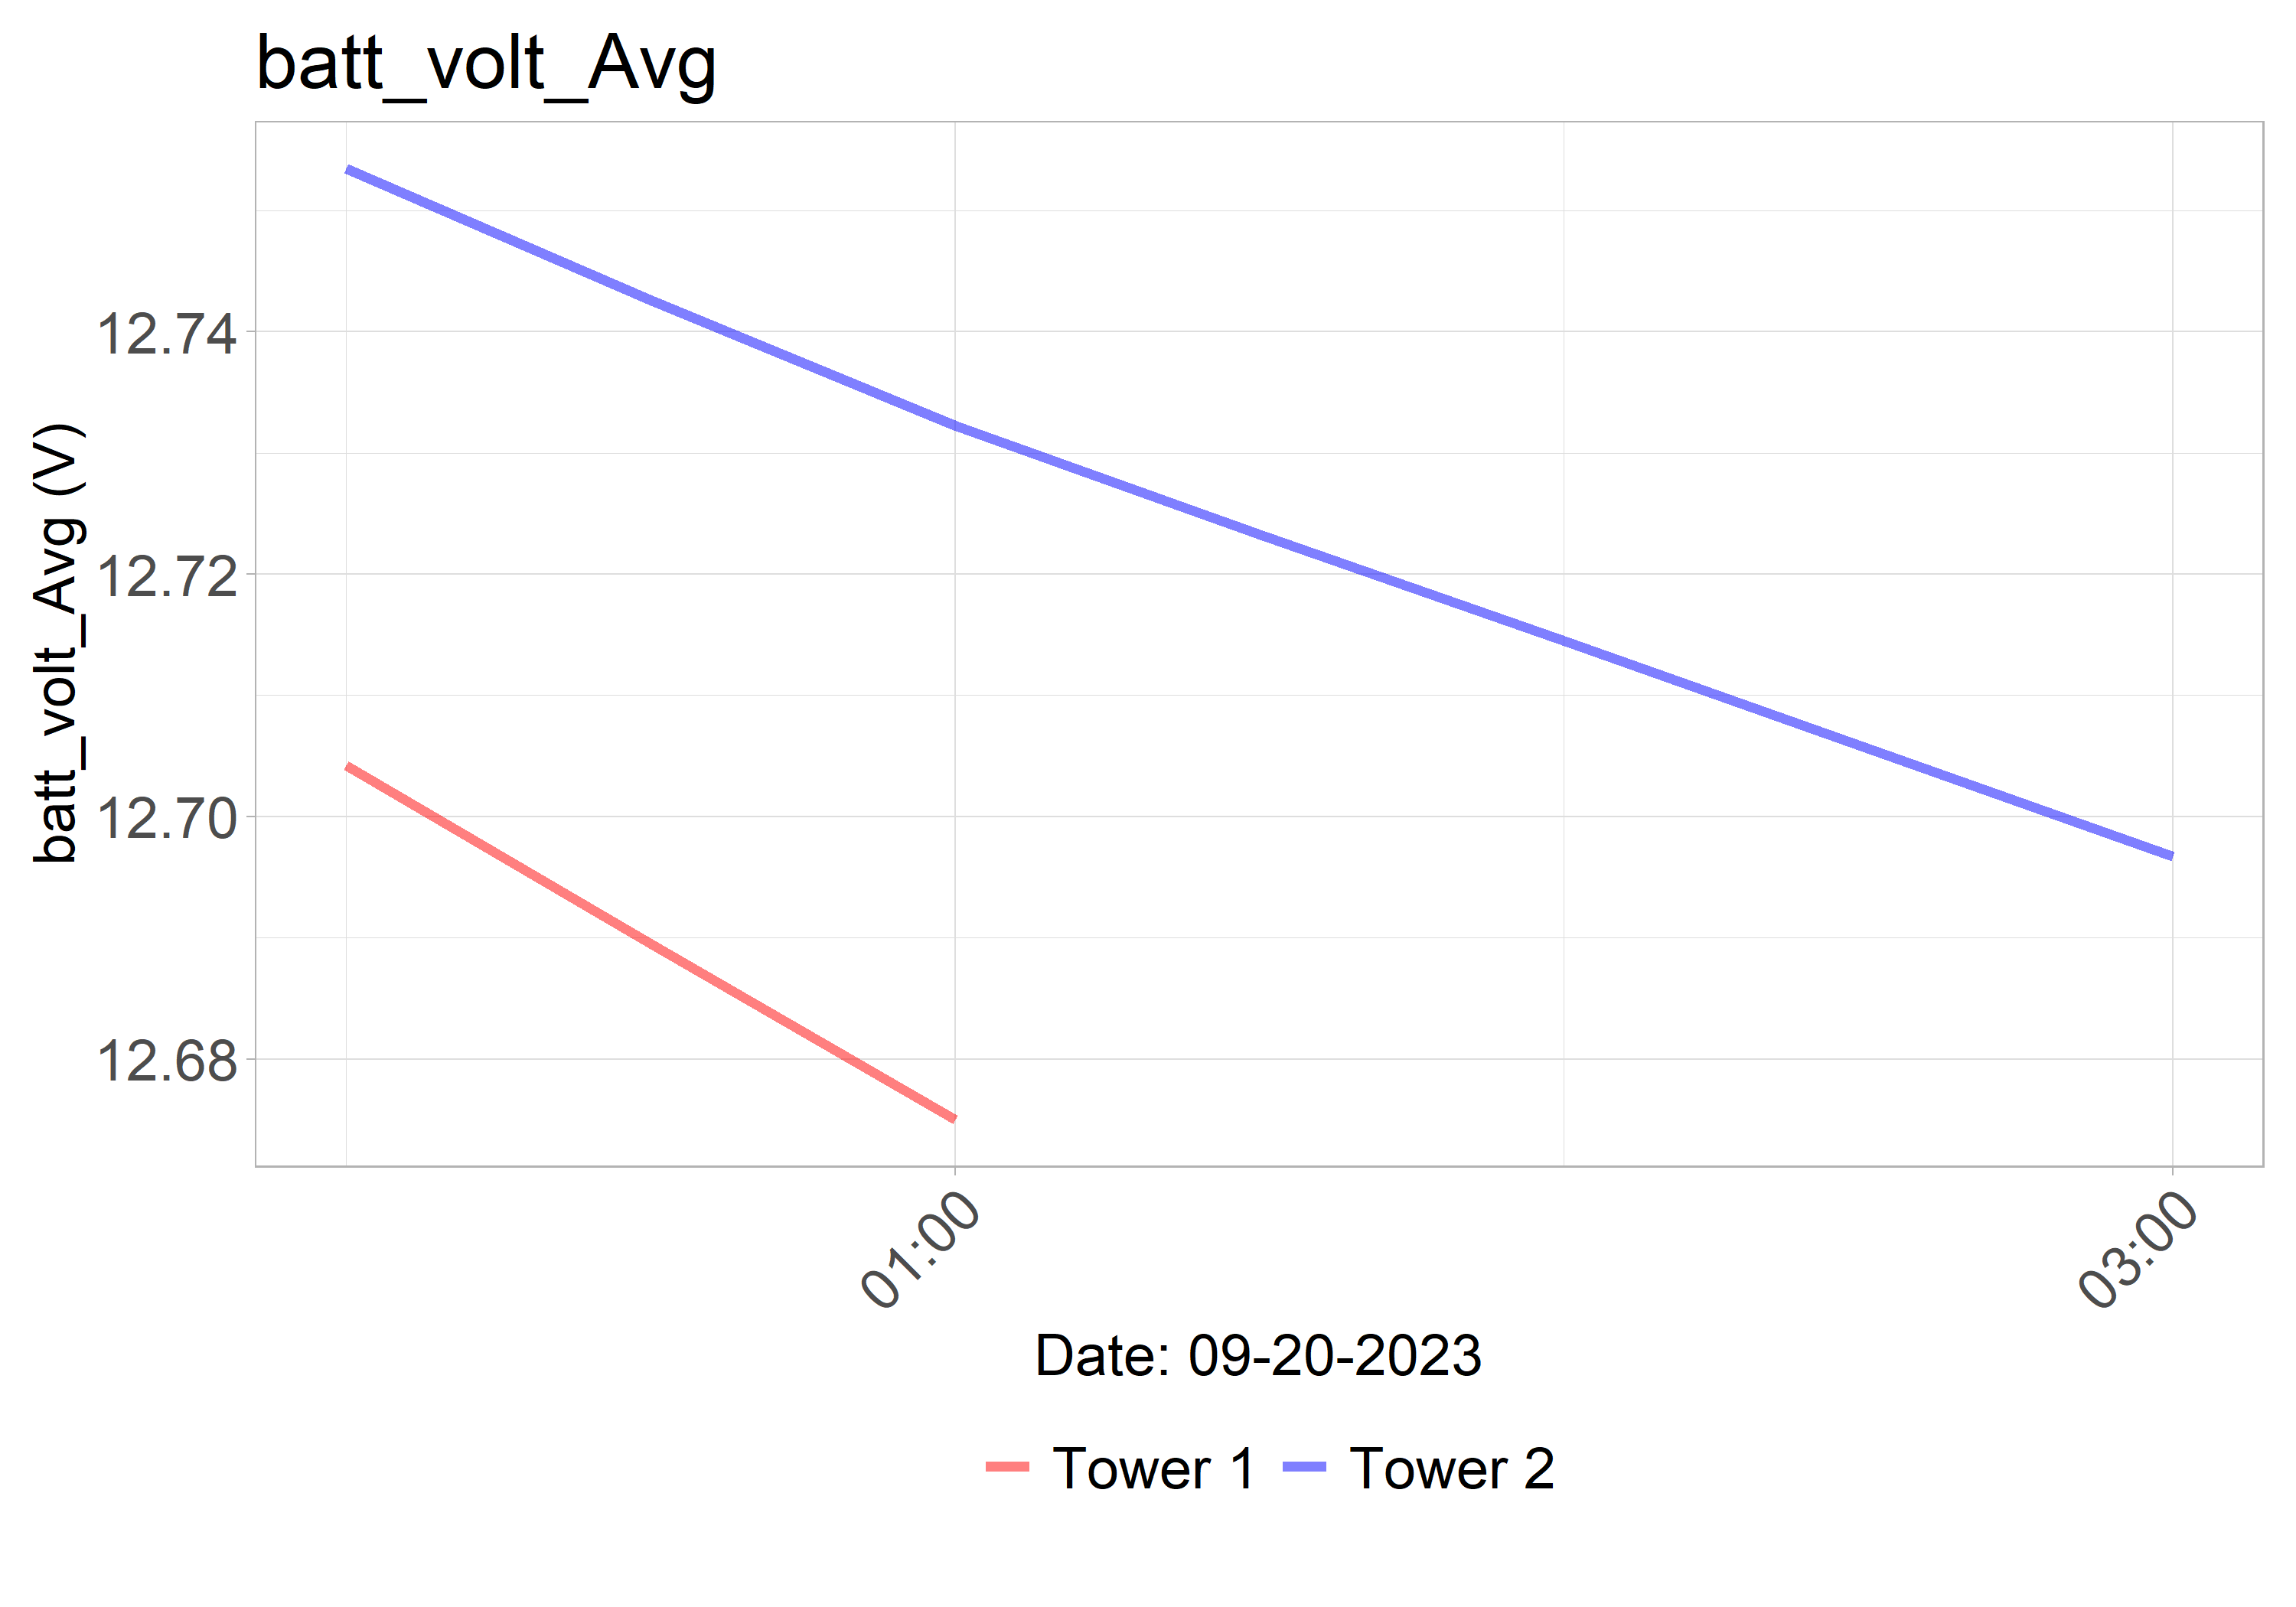 batt_volt_Avg
batt_volt_Avg (V)
12.74
12.72
12.70
12.68
01:00
03:00
Date: 09-20-2023
Tower 1
Tower 2